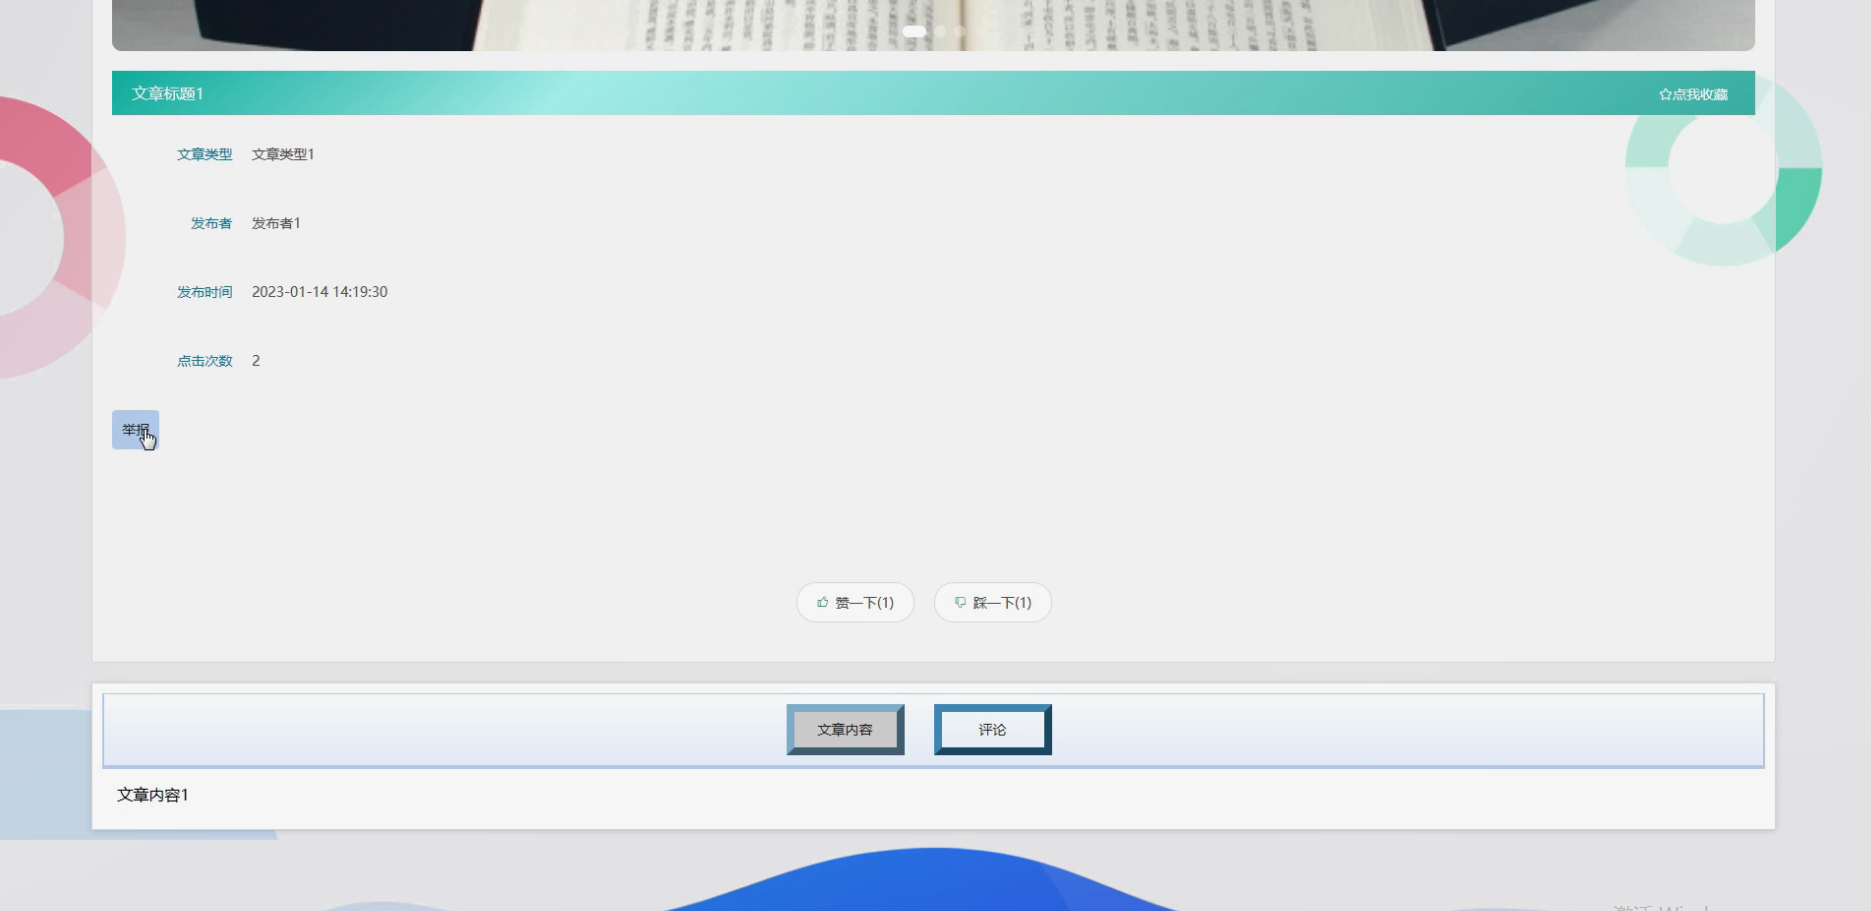 文章标题1
点我收藏
文章类型 文章类型1
发布者 发布者1
发布时间 2023-01-14 14:19:30
点击次数 2
举报
赞一下(1) 踩一下(1)
文章内容 评论
文章内容1